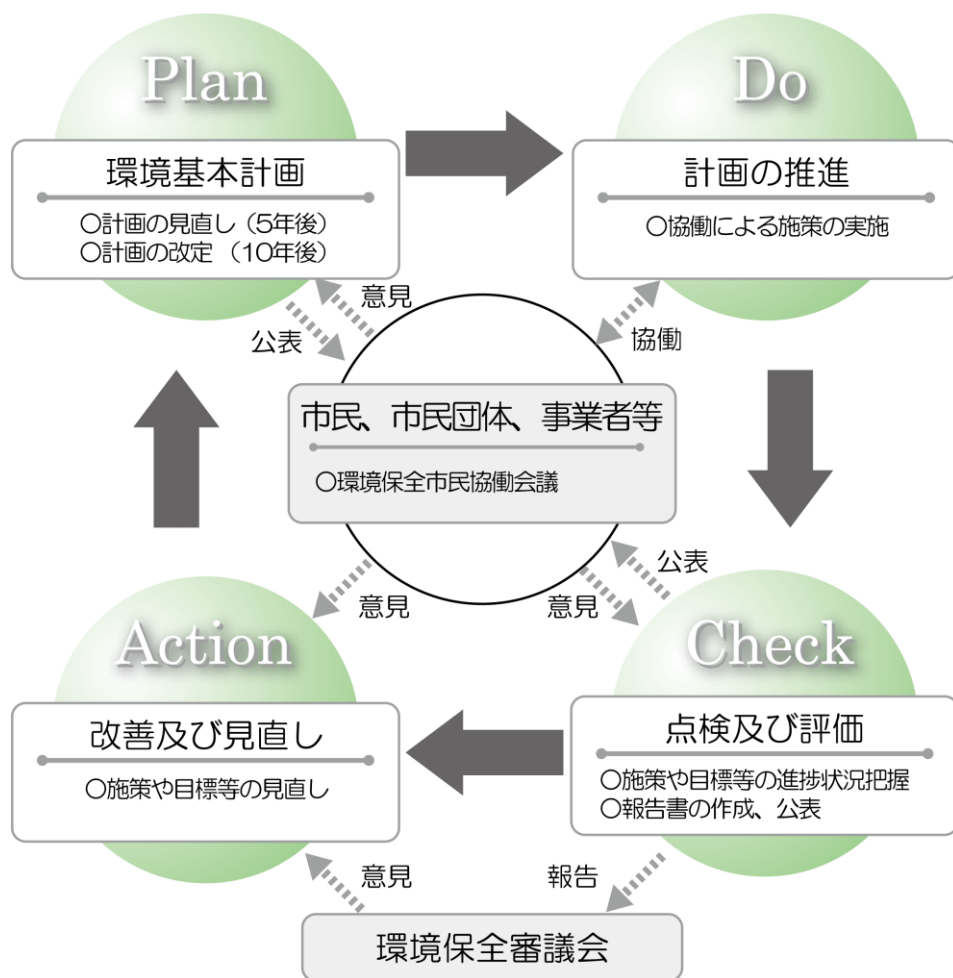 Plan
環境基本計画
○計画の見直し（5年後）
○計画の改定 （10年後）
Do
計画の推進
○協働による施策の実施
意見
公表
協働
市民、市民団体、事業者等
○環境保全市民協働会議
意見
意見
公表
Action
改善及び見直し
○施策や目標等の見直し
Check
点検及び評価
○施策や目標等の進捗状況把握
○報告書の作成、公表
意見
報告
環境保全審議会